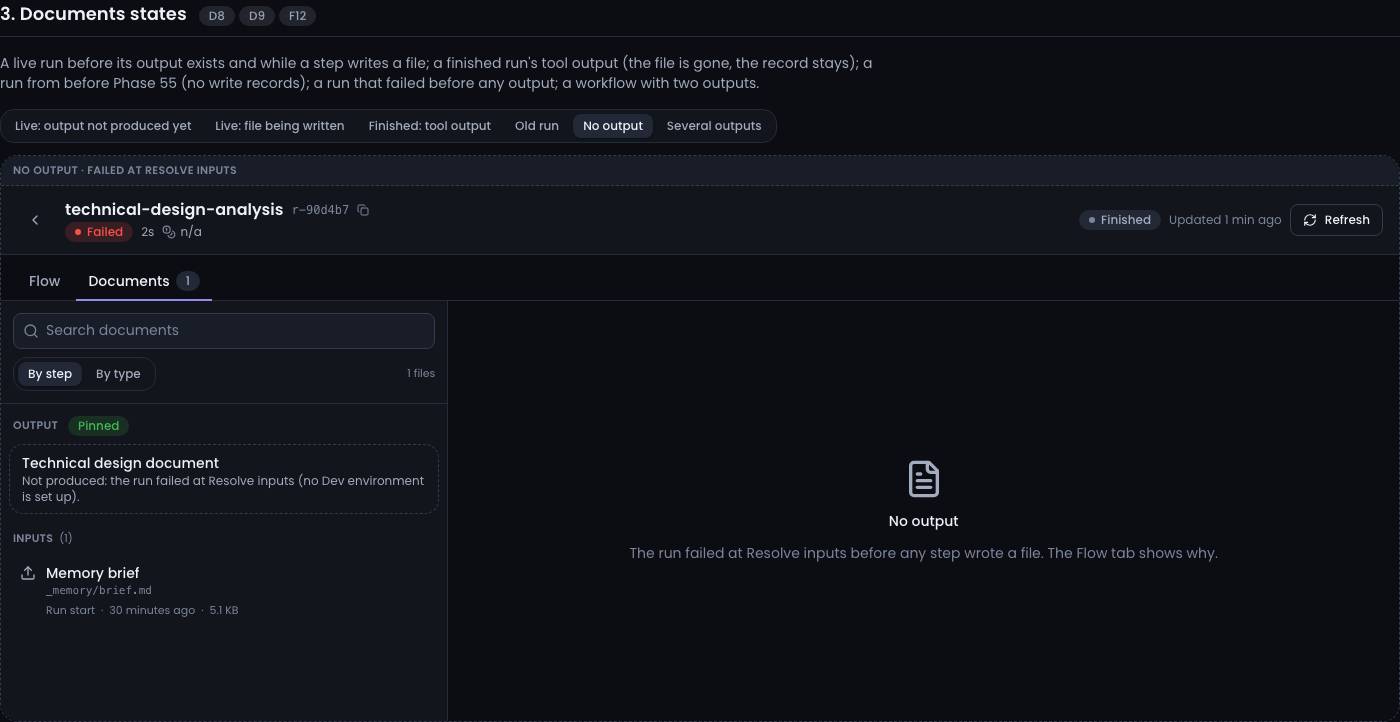 3. Documents states D8 D9 F12
A live run before its output exists and while a step writes a file; a finished run's tool output (the file is gone, the record stays); a
run from before Phase 55 (no write records); a run that failed before any output; a workflow with two outputs.
Live: output not produced yet Live: file being written Finished: tool output Old run No output Several outputs
NO OUTPUT · FAILED AT RESOLVE INPUTS
technical-design-analysis r-90d4b7
Failed 2s n/a
Finished Updated 1 min ago Refresh
Flow Documents 1
Search documents
By step By type 1 files
OUTPUT Pinned
Technical design document
Not produced: the run failed at Resolve inputs (no Dev environment
is set up).
INPUTS (1)
Memory brief
_memory/brief.md
Run start · 30 minutes ago · 5.1 KB
No output
The run failed at Resolve inputs before any step wrote a file. The Flow tab shows why.